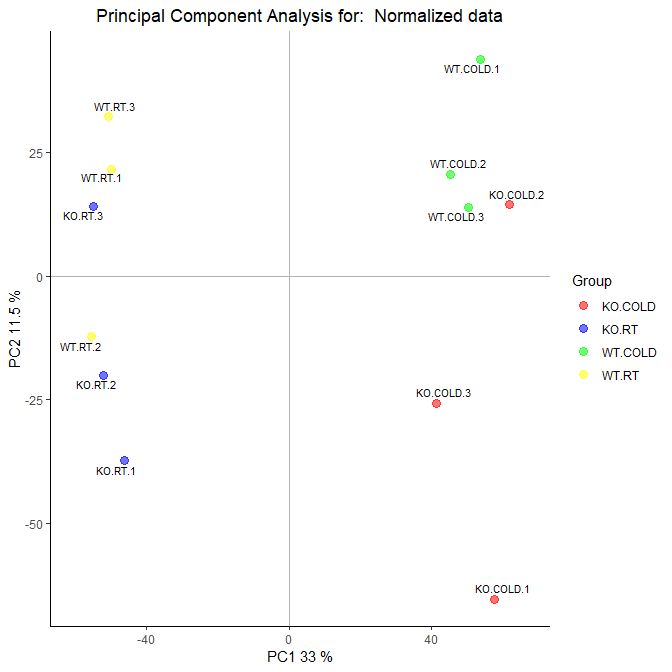 Principal Component Analysis for:  Normalized data
WT.COLD.1
WT.RT.3
25
WT.COLD.2
WT.RT.1
KO.COLD.2
KO.RT.3
WT.COLD.3
0
Group
KO.COLD
KO.RT
WT.COLD
WT.RT
PC2 11.5 %
WT.RT.2
KO.RT.2
KO.COLD.3
-25
KO.RT.1
-50
KO.COLD.1
-40
0
40
PC1 33 %